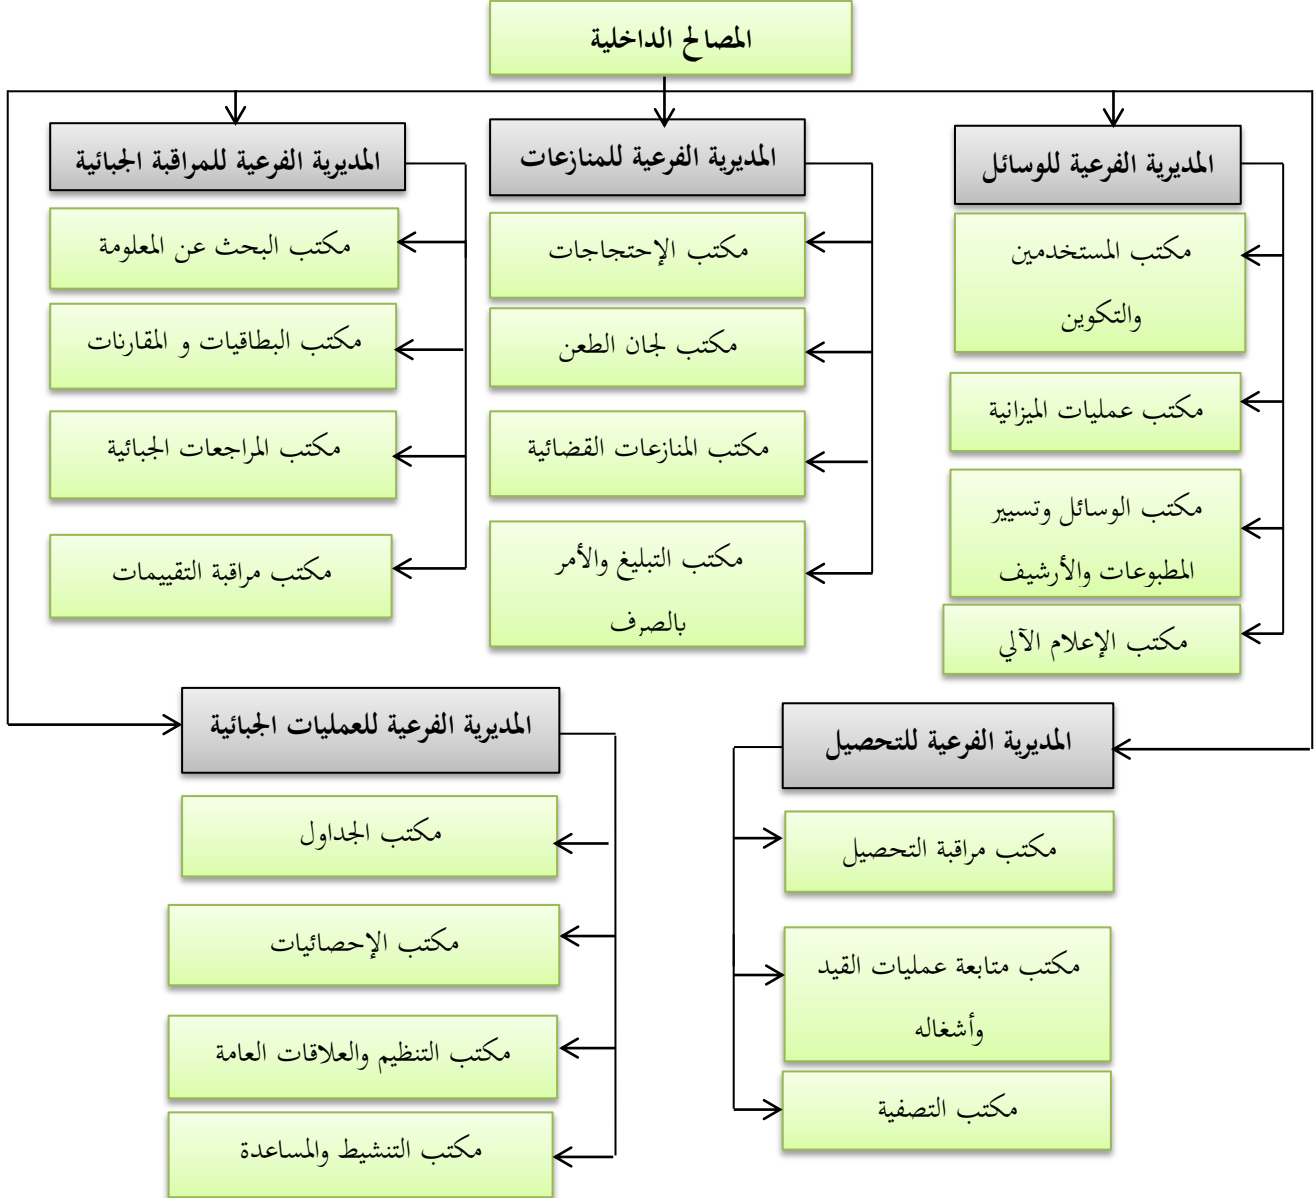 المصالح الداخلية
المديرية الفرعية للوسائل
مكتب المستخدمين
والتكوين
مكتب عمليات الميزانية
مكتب الوسائل وتسيير
المطبوعات والأرشيف
مكتب الإعلام الآلي
المديرية الفرعية للمنازعات
مكتب الإحتجاجات
مكتب لجان الطعن
مكتب المنازعات القضائية
مكتب التبليغ والأمر
بالصرف
المديرية الفرعية للمراقبة الجبائية
مكتب البحث عن المعلومة
مكتب البطاقيات و المقارنات
مكتب المراجعات الجبائية
مكتب مراقبة التقييمات
المديرية الفرعية للتحصيل
مكتب مراقبة التحصيل
مكتب متابعة عمليات القيد
وأشغاله
مكتب التصفية
المديرية الفرعية للعمليات الجبائية
مكتب الجداول
مكتب الإحصائيات
مكتب التنظيم والعلاقات العامة
مكتب التنشيط والمساعدة